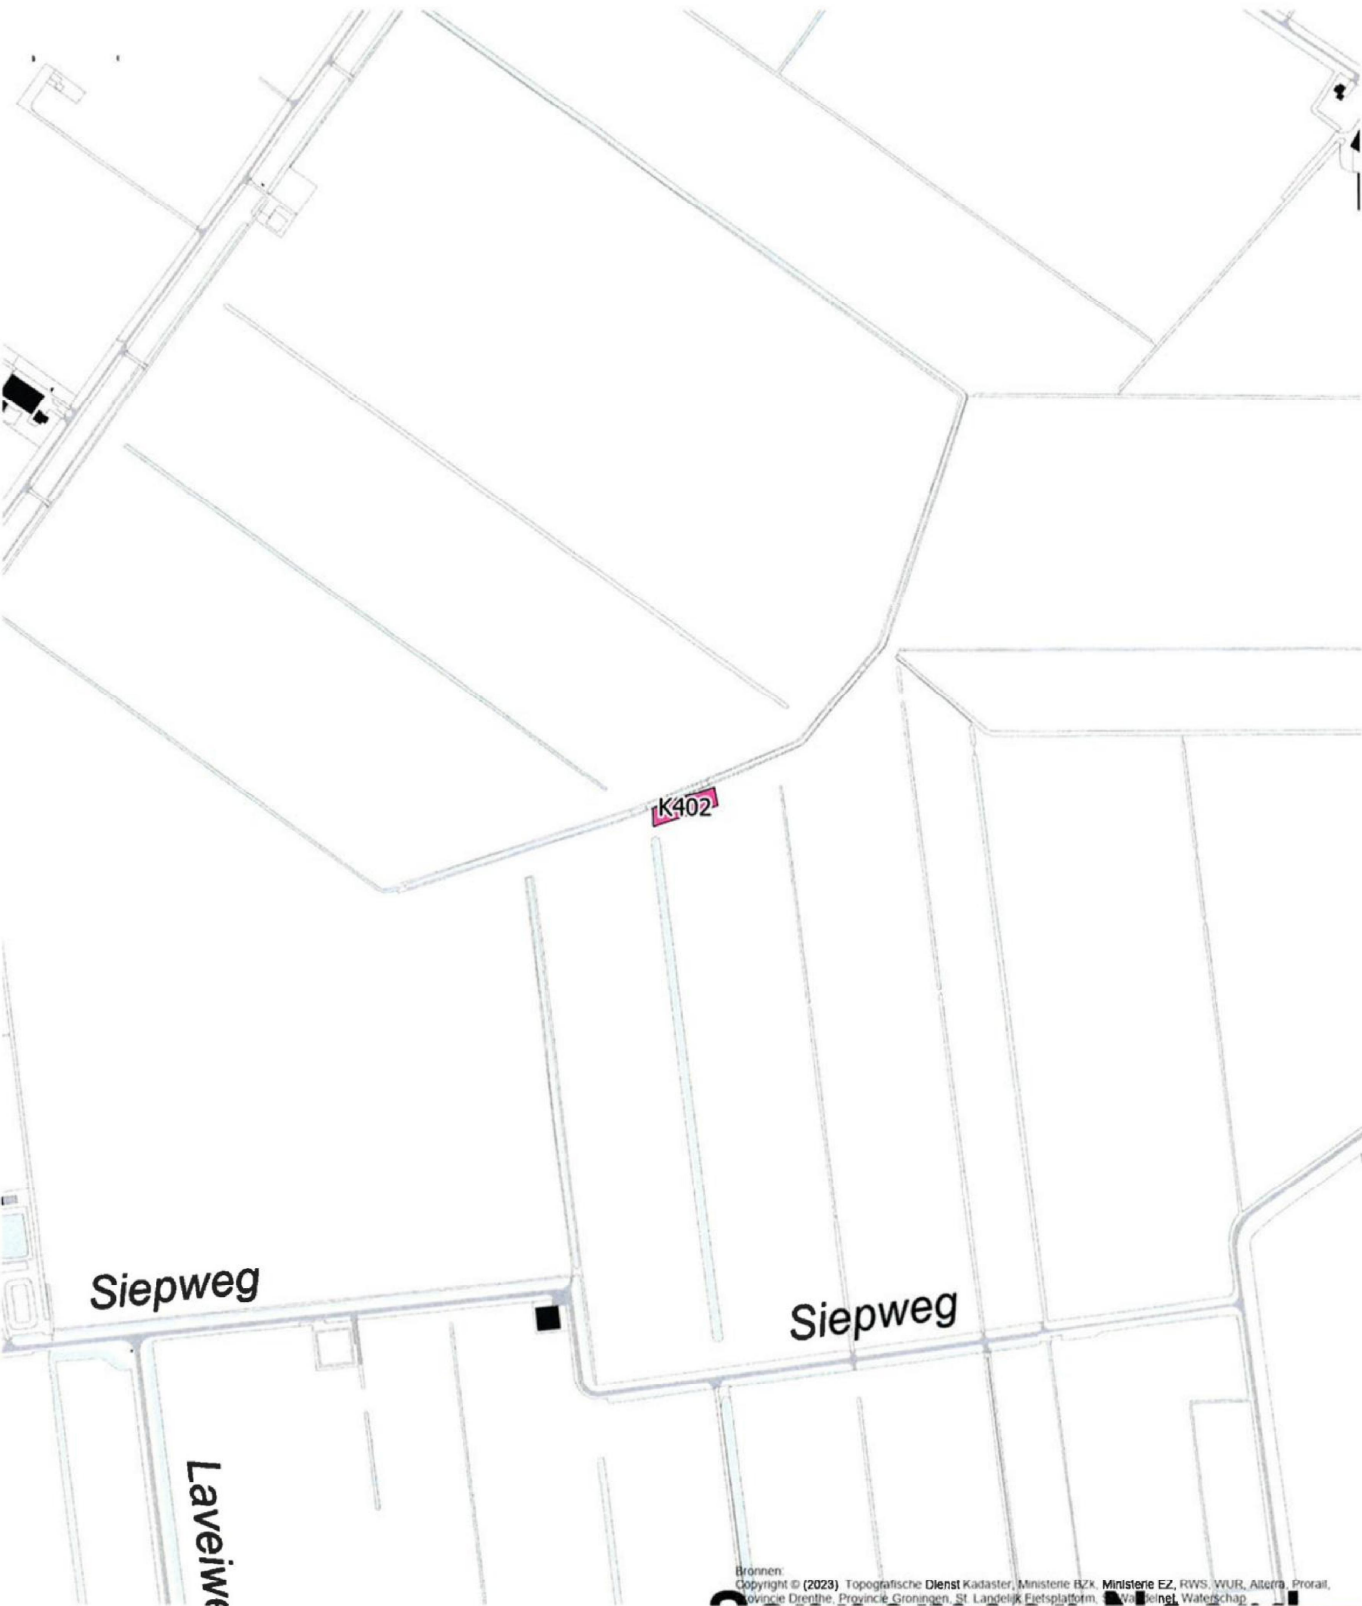 K402
Siepweg
Siepweg
Laveiwe
Bronnen:
Copyright © (2023) Topografische Dienst Kadaster, Ministerie BZK, Ministerie EZ, RWS, WUR, Alterra, Prorail,
Provincie Drenthe, Provincie Groningen, St. Landelijk Fietsplatform, Waterschap